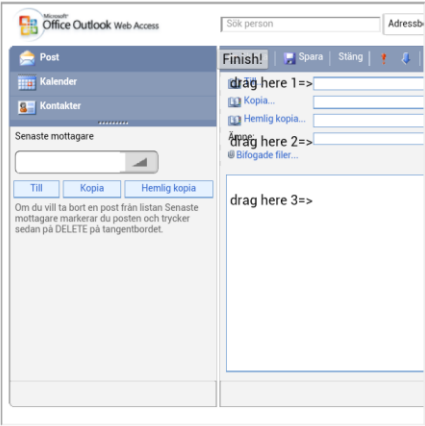 Microsoft®
Office Outlook Web Access
Sök person
Adressb
Post
Finish!
Spara
Stäng
Kalender
drag here 1=>
Kopia...
Kontakter
Hemlig kopia...
Senaste mottagare
Ämne:
drag here 2=>
Bifogade filer...
Till
Kopia
Hemlig kopia
drag here 3=>
Om du vill ta bort en post från listan Senaste
mottagare markerar du posten och trycker
sedan på DELETE på tangentbordet.